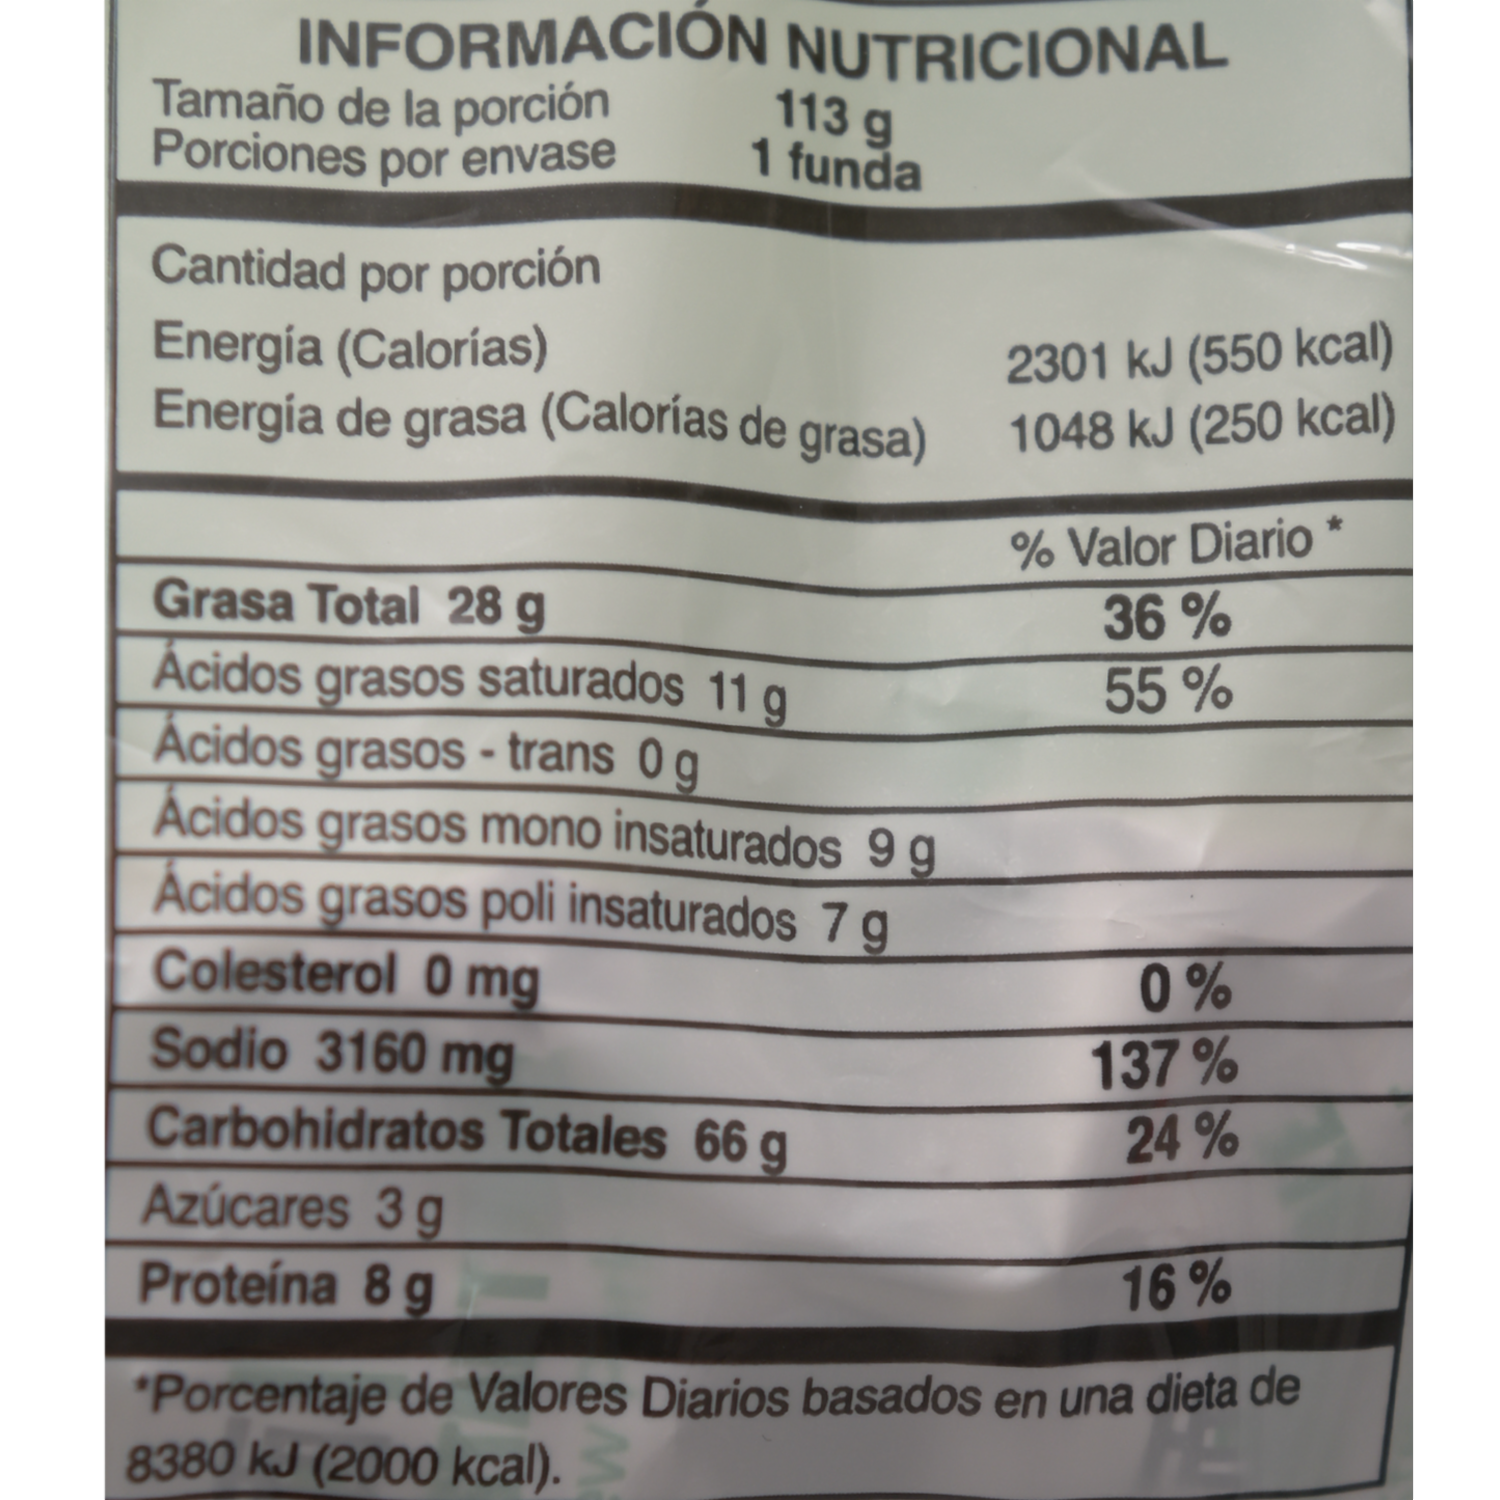 INFORMACIÓN NUTRICIONAL
Tamaño de la porción 113 g
Porciones por envase 1 funda
Cantidad por porción
Energía (Calorías) 2301 kJ (550 kcal)
Energía de grasa (Calorías de grasa) 1048 kJ (250 kcal)
% Valor Diario *
Grasa Total 28 g 36 %
Ácidos grasos saturados 11 g 55 %
Ácidos grasos - trans 0 g
Ácidos grasos mono insaturados 9 g
Ácidos grasos poli insaturados 7 g
Colesterol 0 mg 0 %
Sodio 3160 mg 137 %
Carbohidratos Totales 66 g 24 %
Azúcares 3 g
Proteína 8 g 16 %
*Porcentaje de Valores Diarios basados en una dieta de
8380 kJ (2000 kcal).